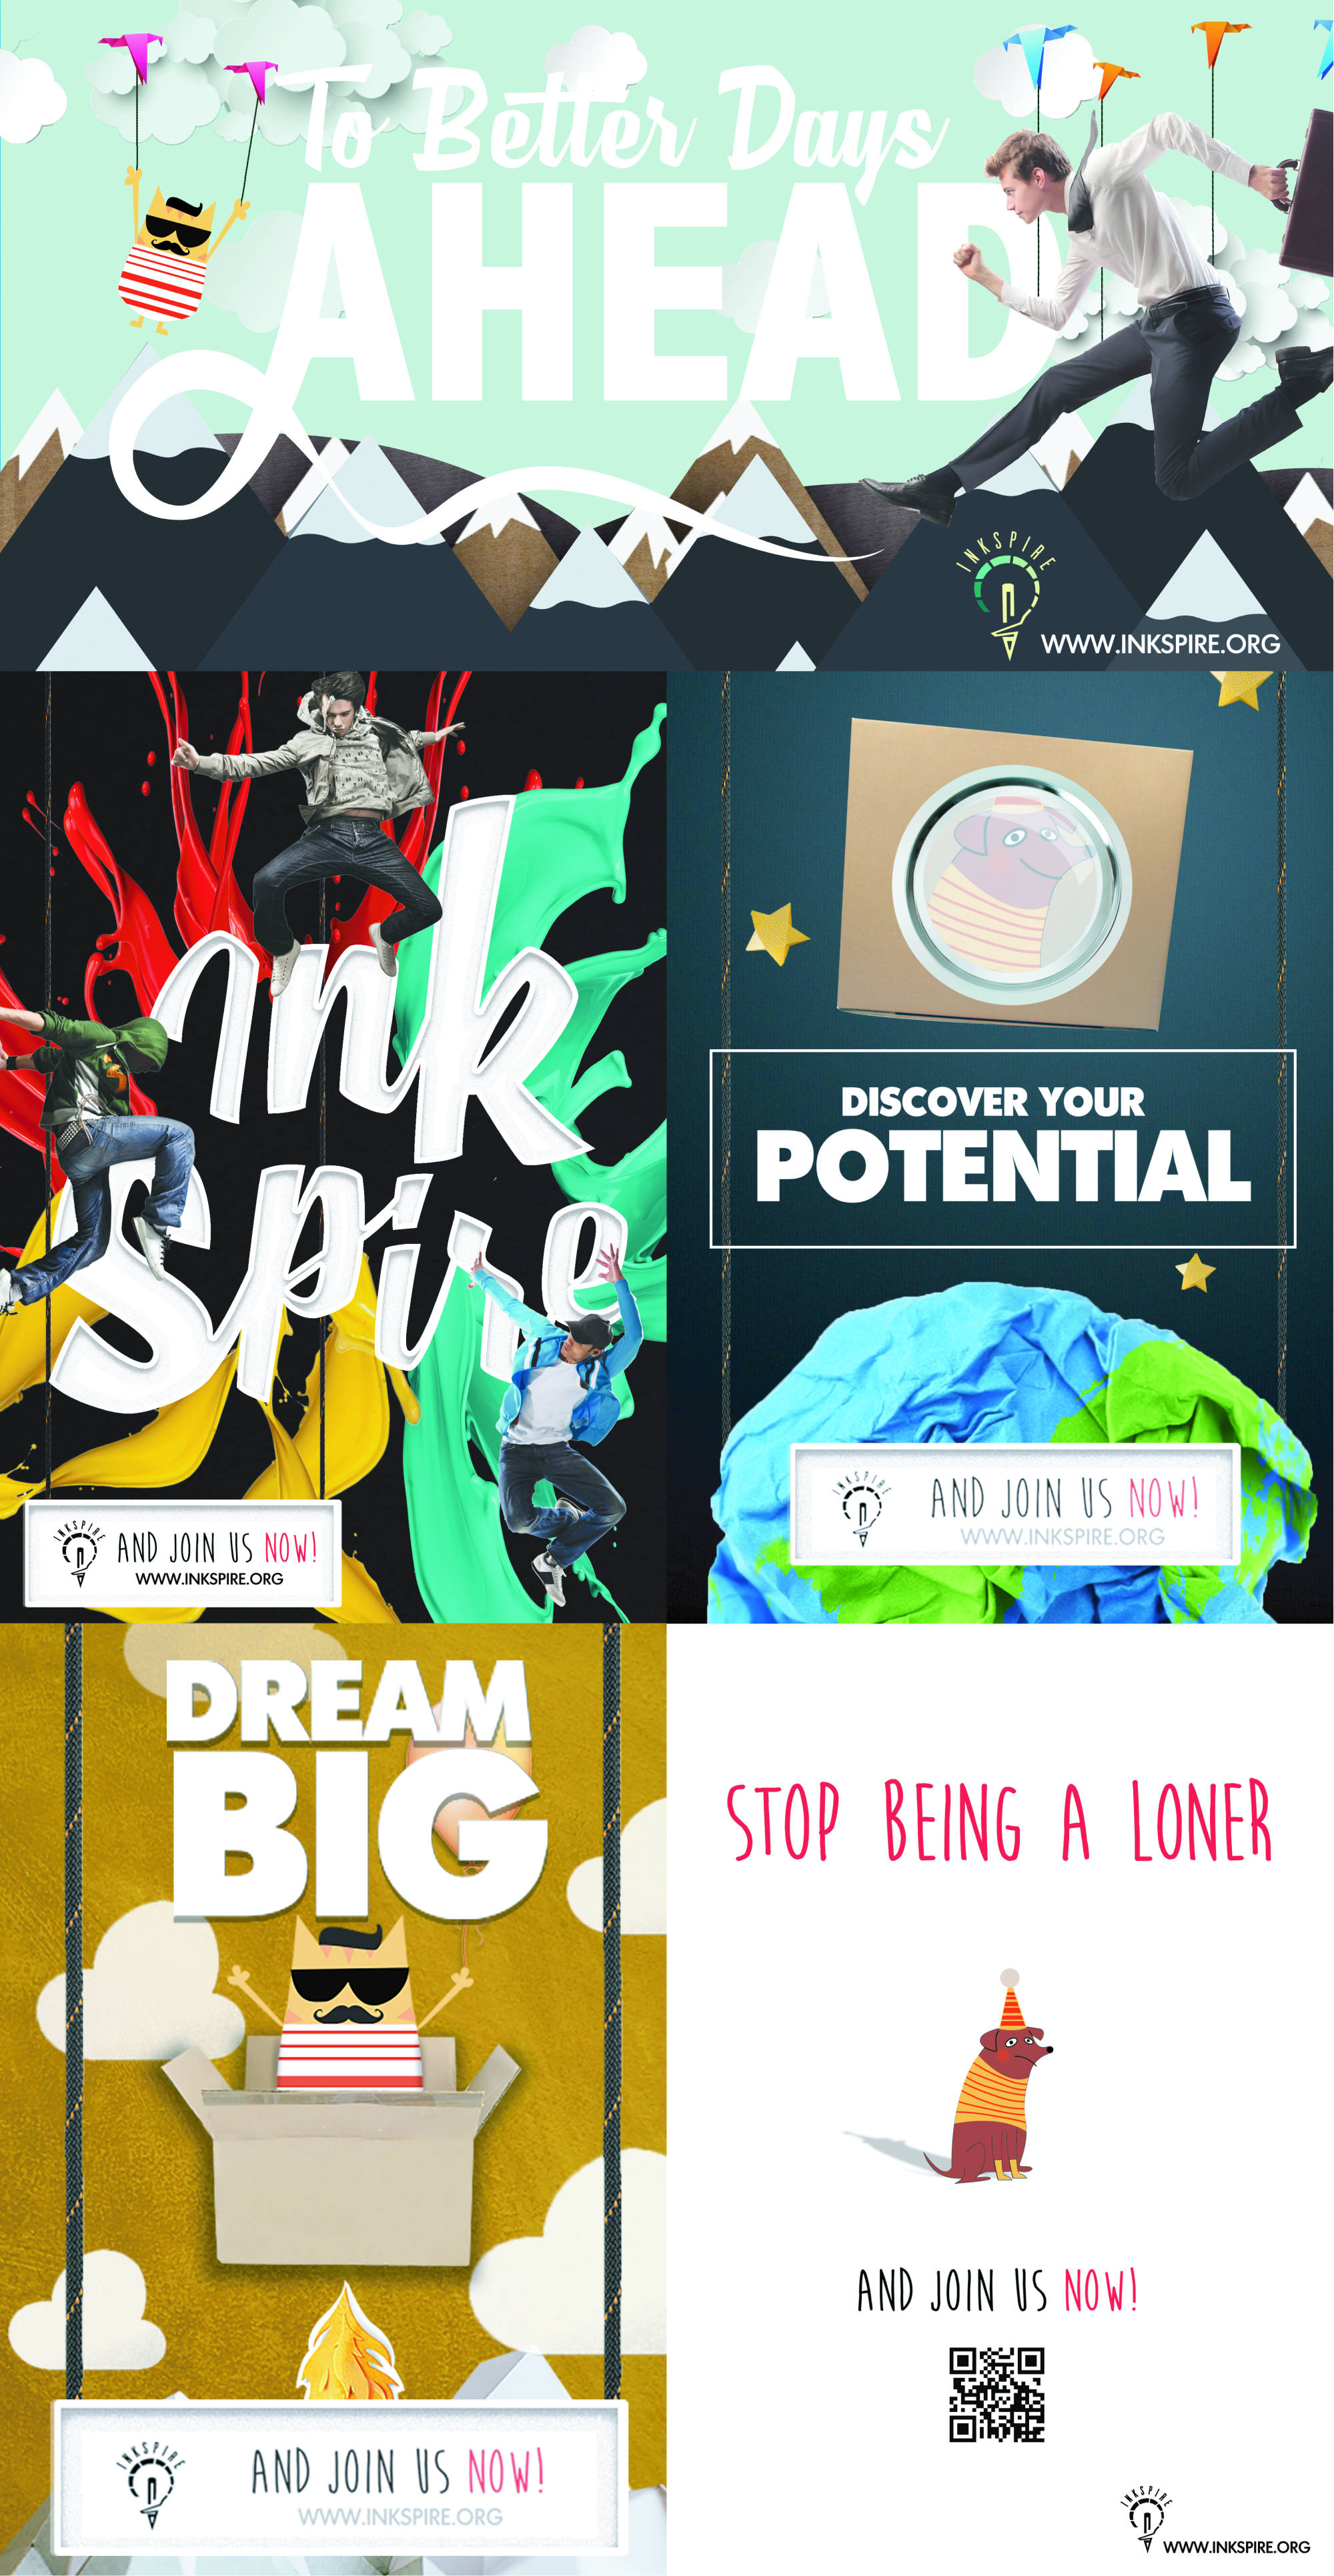 To Better Days
AHEAD
INKSPIRE
WWW.INKSPIRE.ORG
ink
spire
INKSPIRE
AND JOIN US NOW!
WWW.INKSPIRE.ORG
DISCOVER YOUR
POTENTIAL
INKSPIRE
AND JOIN US NOW!
WWW.INKSPIRE.ORG
DREAM
BIG
INKSPIRE
AND JOIN US NOW!
WWW.INKSPIRE.ORG
STOP BEING A LONER
AND JOIN US NOW!
INKSPIRE
WWW.INKSPIRE.ORG